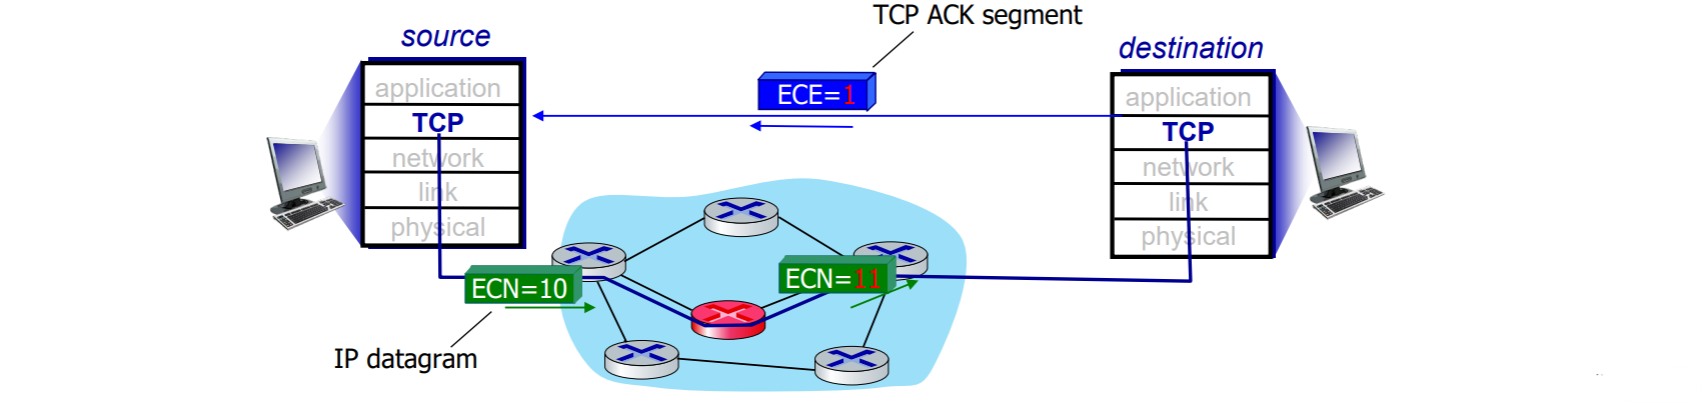 TCP ACK segment
source
destination
application
TCP
network
link
physical
ECE=1
application
TCP
network
link
physical
ECN=10
ECN=11
IP datagram